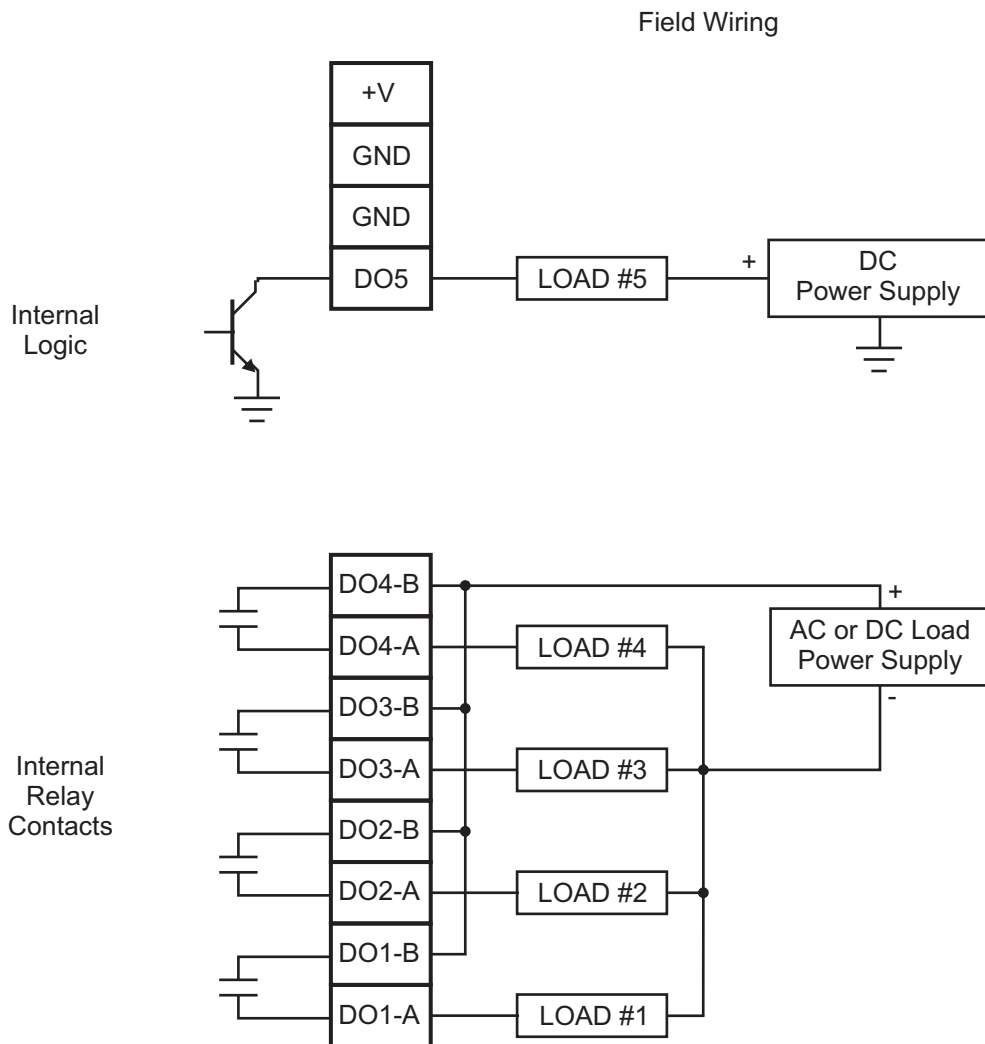 Field Wiring
+V
GND
GND
DO5
LOAD #5
+
DC
Power Supply
Internal
Logic
DO4-B
+
DO4-A
LOAD #4
AC or DC Load
Power Supply
DO3-B
-
DO3-A
LOAD #3
Internal
Relay
Contacts
DO2-B
DO2-A
LOAD #2
DO1-B
DO1-A
LOAD #1